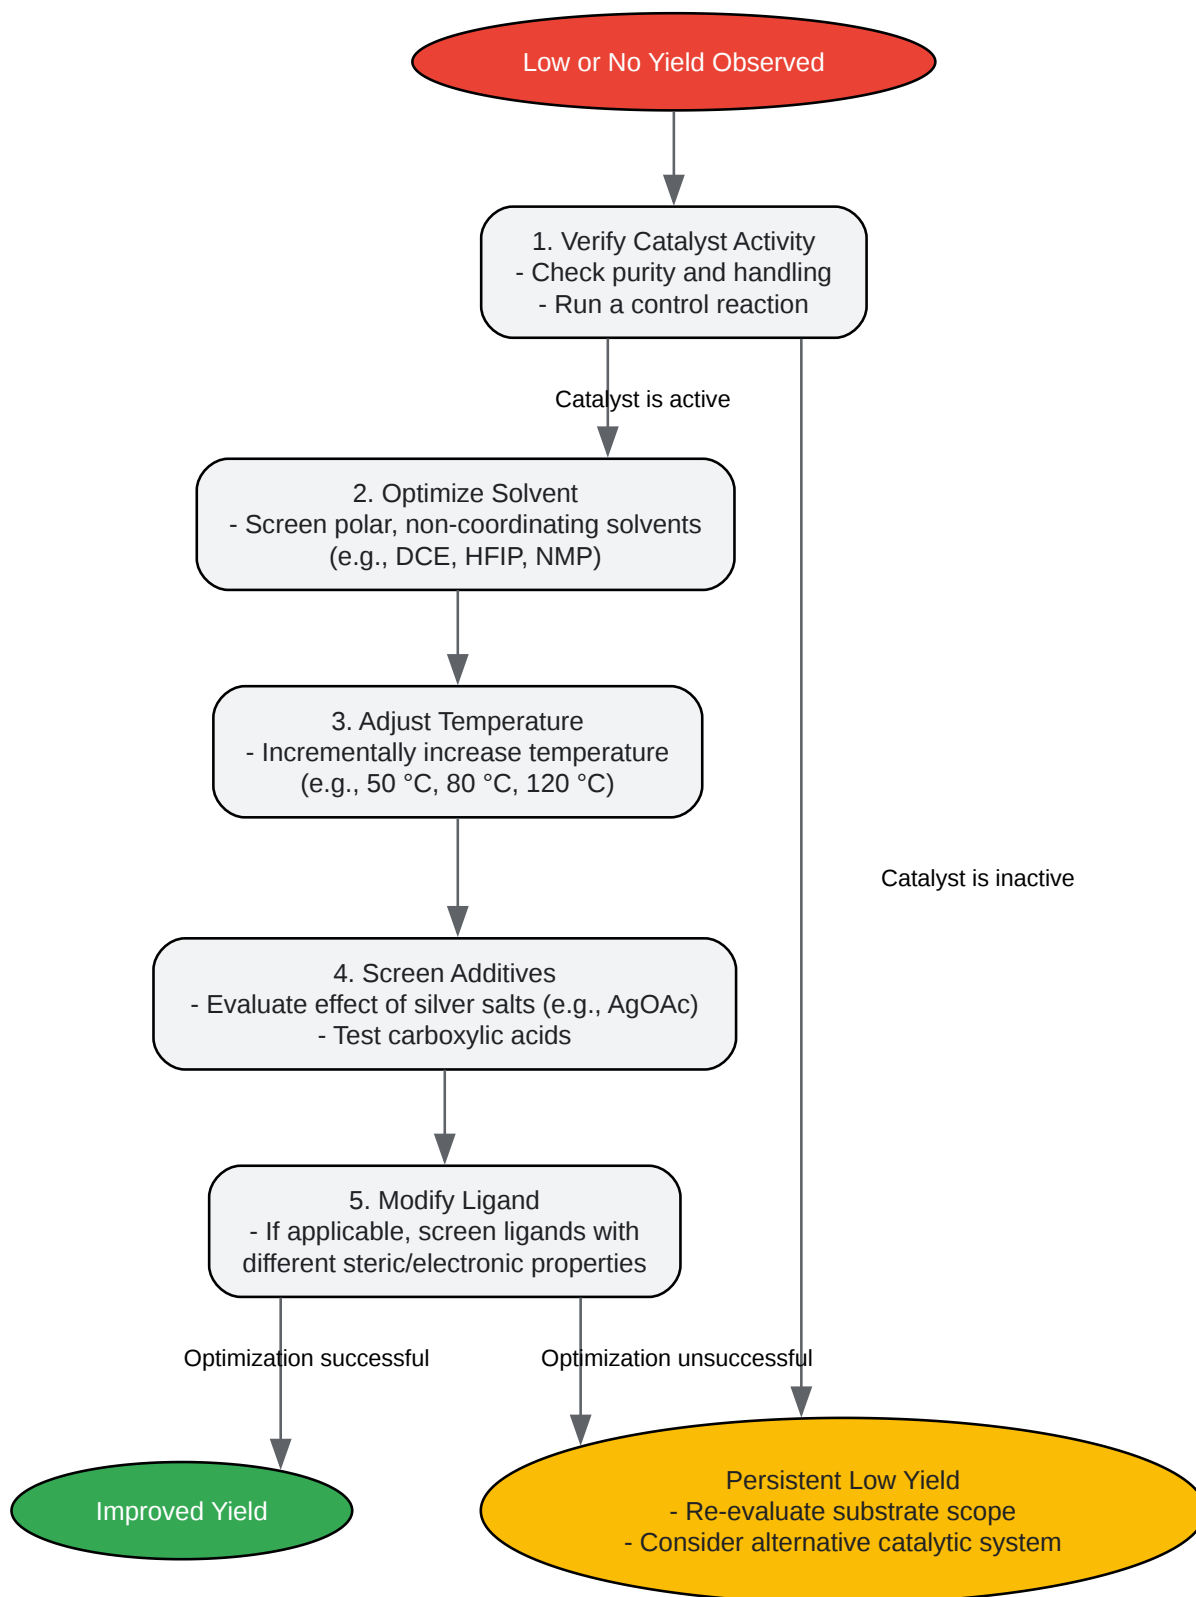 Low or No Yield Observed
1. Verify Catalyst Activity
- Check purity and handling
- Run a control reaction
Catalyst is active
2. Optimize Solvent
- Screen polar, non-coordinating solvents
(e.g., DCE, HFIP, NMP)
3. Adjust Temperature
- Incrementally increase temperature
(e.g., 50 °C, 80 °C, 120 °C)
Catalyst is inactive
4. Screen Additives
- Evaluate effect of silver salts (e.g., AgOAc)
- Test carboxylic acids
5. Modify Ligand
- If applicable, screen ligands with
different steric/electronic properties
Optimization successful
Optimization unsuccessful
Improved Yield
Persistent Low Yield
- Re-evaluate substrate scope
- Consider alternative catalytic system